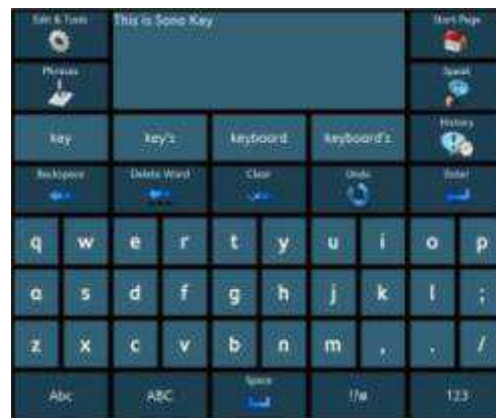 Edit & Tools
This is Sono Key
Start Page
Phrases
Speak
key
key's
keyboard
keyboard's
History
Backspace
Delete Word
Clear
Undo
Enter
q w e r t y u i o p
a s d f g h j k l ;
z x c v b n m , . /
Abc
ABC
Space
!?@
123